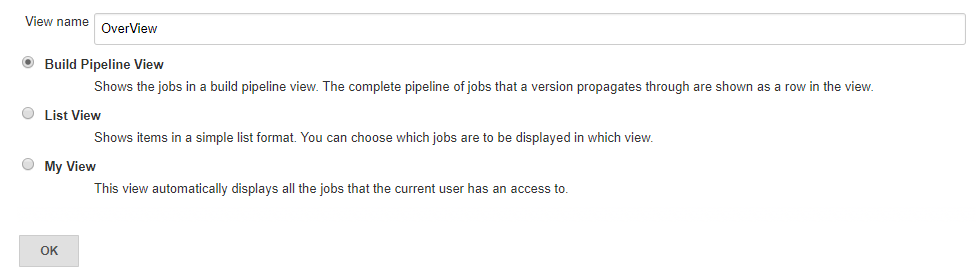 View name
OverView
Build Pipeline View
Shows the jobs in a build pipeline view. The complete pipeline of jobs that a version propagates through are shown as a row in the view.
List View
Shows items in a simple list format. You can choose which jobs are to be displayed in which view.
My View
This view automatically displays all the jobs that the current user has an access to.
OK